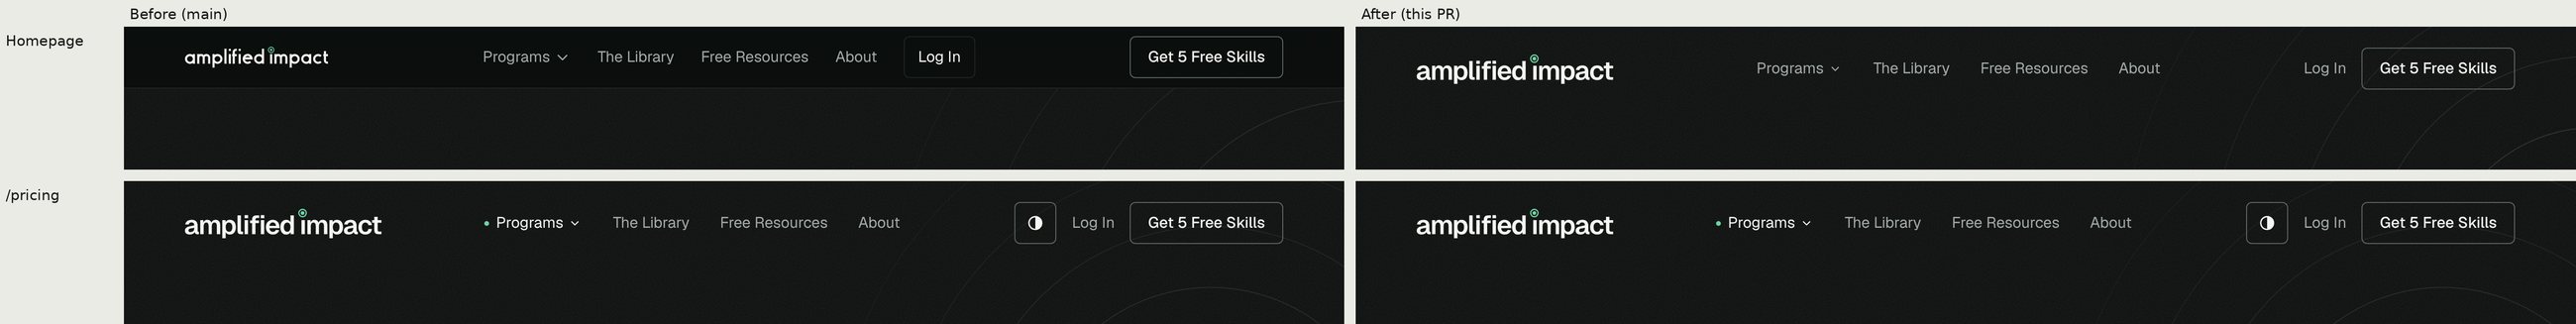 Before (main)
After (this PR)
Homepage
amplified impact Programs The Library Free Resources About Log In Get 5 Free Skills
amplified impact Programs The Library Free Resources About Log In Get 5 Free Skills
/pricing
amplified impact Programs The Library Free Resources About Log In Get 5 Free Skills
amplified impact Programs The Library Free Resources About Log In Get 5 Free Skills